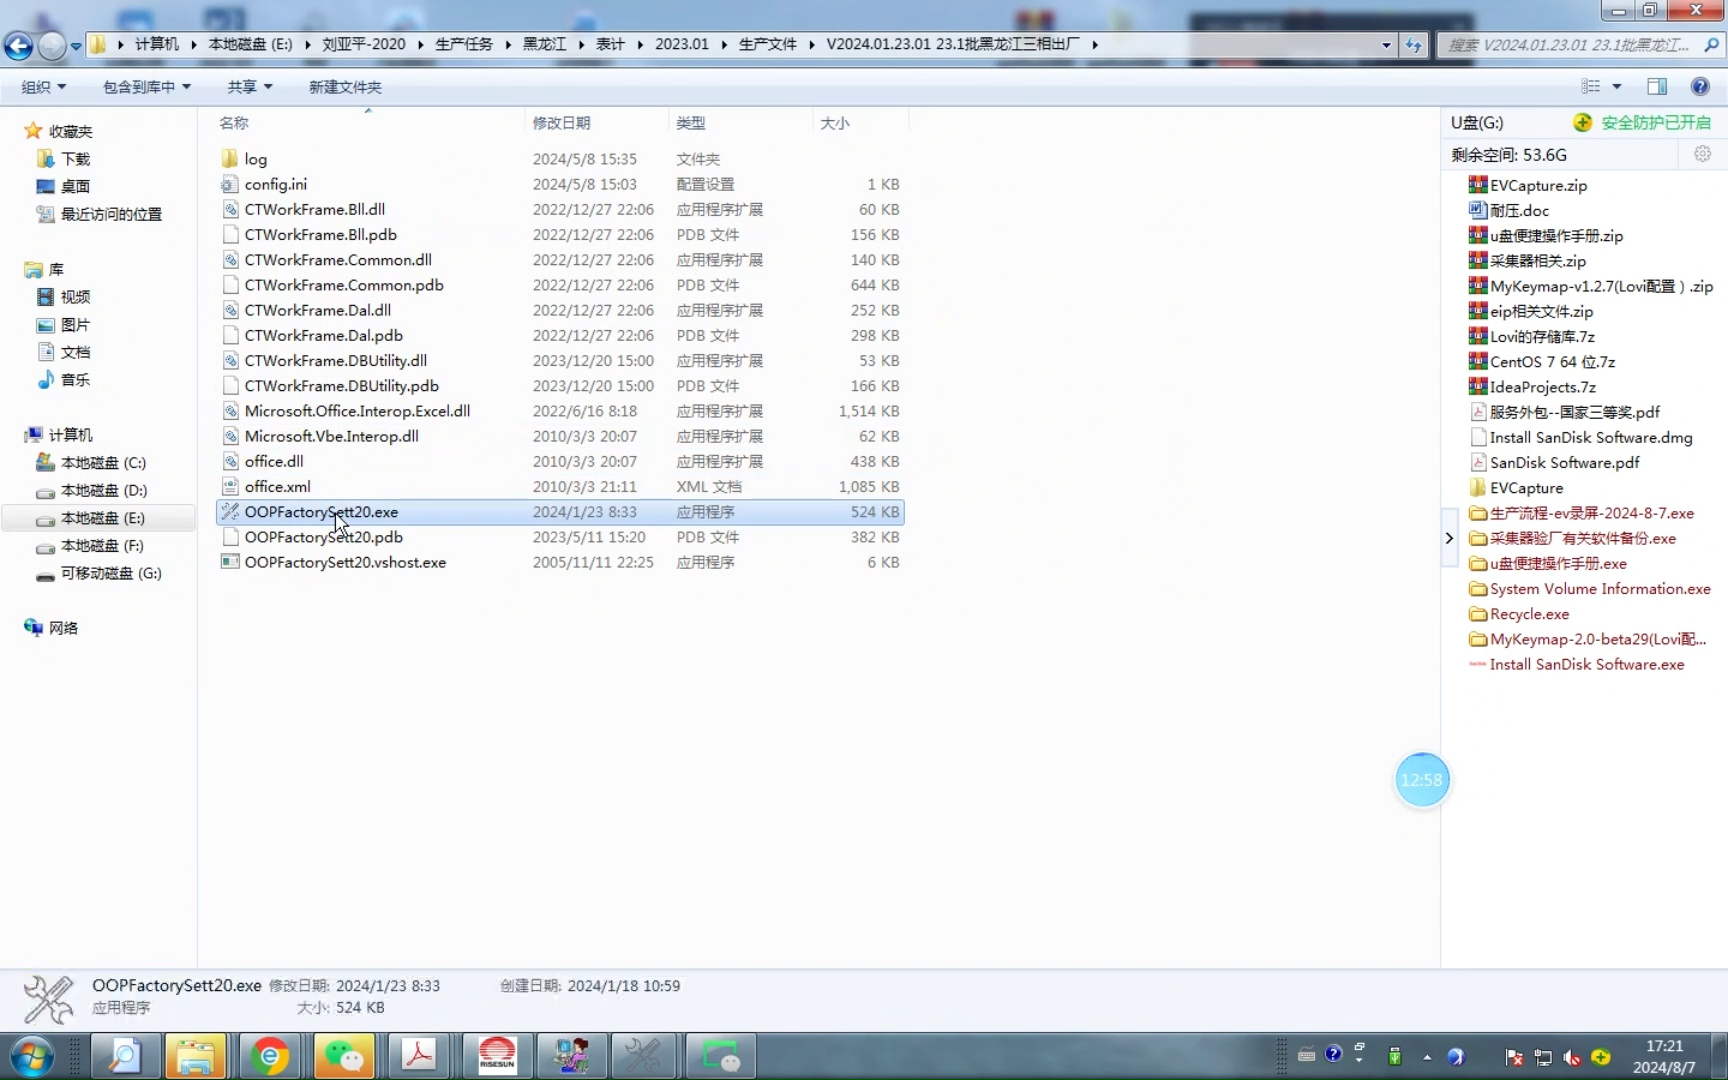 计算机 本地磁盘 (E:) 刘亚平-2020 生产任务 黑龙江 表计 2023.01 生产文件 V2024.01.23.01 23.1批黑龙江三相出厂
搜索 V2024.01.23.01 23.1批黑龙江...
组织 包含到库中 共享 新建文件夹
收藏夹
下载
桌面
最近访问的位置
库
视频
图片
文档
音乐
计算机
本地磁盘 (C:)
本地磁盘 (D:)
本地磁盘 (E:)
本地磁盘 (F:)
可移动磁盘 (G:)
网络
名称 修改日期 类型 大小
log 2024/5/8 15:35 文件夹
config.ini 2024/5/8 15:03 配置设置 1 KB
CTWorkFrame.Bll.dll 2022/12/27 22:06 应用程序扩展 60 KB
CTWorkFrame.Bll.pdb 2022/12/27 22:06 PDB 文件 156 KB
CTWorkFrame.Common.dll 2022/12/27 22:06 应用程序扩展 140 KB
CTWorkFrame.Common.pdb 2022/12/27 22:06 PDB 文件 644 KB
CTWorkFrame.Dal.dll 2022/12/27 22:06 应用程序扩展 252 KB
CTWorkFrame.Dal.pdb 2022/12/27 22:06 PDB 文件 298 KB
CTWorkFrame.DBUtility.dll 2023/12/20 15:00 应用程序扩展 53 KB
CTWorkFrame.DBUtility.pdb 2023/12/20 15:00 PDB 文件 166 KB
Microsoft.Office.Interop.Excel.dll 2022/6/16 8:18 应用程序扩展 1,514 KB
Microsoft.Vbe.Interop.dll 2010/3/3 20:07 应用程序扩展 62 KB
office.dll 2010/3/3 20:07 应用程序扩展 438 KB
office.xml 2010/3/3 21:11 XML 文档 1,085 KB
OOPFactorySett20.exe 2024/1/23 8:33 应用程序 524 KB
OOPFactorySett20.pdb 2023/5/11 15:20 PDB 文件 382 KB
OOPFactorySett20.vshost.exe 2005/11/11 22:25 应用程序 6 KB
U盘(G:) 安全防护已开启
剩余空间: 53.6G
EVCapture.zip
耐压.doc
u盘便捷操作手册.zip
采集器相关.zip
MyKeymap-v1.2.7(Lovi配置 ) .zip
eip相关文件.zip
Lovi的存储库.7z
CentOS 7 64 位.7z
IdeaProjects.7z
服务外包--国家三等奖.pdf
Install SanDisk Software.dmg
SanDisk Software.pdf
EVCapture
生产流程-ev录屏-2024-8-7.exe
采集器验厂有关软件备份.exe
u盘便捷操作手册.exe
System Volume Information.exe
Recycle.exe
MyKeymap-2.0-beta29(Lovi配...
Install SanDisk Software.exe
12:58
OOPFactorySett20.exe 修改日期: 2024/1/23 8:33 创建日期: 2024/1/18 10:59
应用程序 大小: 524 KB
RISESUN
17:21
2024/8/7